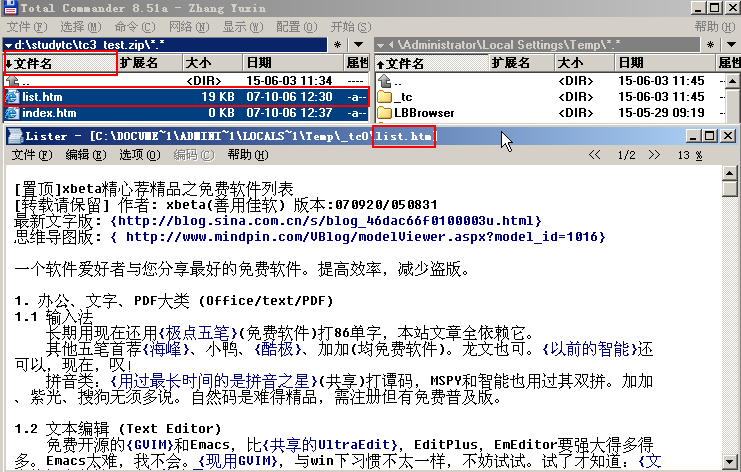 Total Commander 8.51a - Zhang Yuxin
文件(F) 选择(M) 命令(C) 网络(N) 显示(W) 配置(O) 开始(S) 帮助(H)
d:\studytc\tc3_test.zip\*.* * \Administrator\Local Settings\Temp\*.* *
文件名 扩展名 大小 日期 属性 文件名 扩展名 大小 日期
.. <DIR> 15-06-03 11:34 ---- .. <DIR> 15-06-03 11:45
list.htm 19 KB 07-10-06 12:30 -a-- _tc <DIR> 15-06-03 11:45
index.htm 0 KB 07-10-06 12:37 -a-- LBBrowser <DIR> 15-05-29 09:19
Lister - [C:\DOCUME~1\ADMINI~1\LOCALS~1\Temp\_tc0\list.htm]
文件(F) 编辑(E) 选项(O) 编码(C) 帮助(H) << 1/2 >> 13 %
[置顶]xbeta精心荐精品之免费软件列表
[转载请保留] 作者: xbeta(善用佳软) 版本:070920/050831
最新文字版: {http://blog.sina.com.cn/s/blog_46dac66f0100003u.html}
思维导图版: { http://www.mindpin.com/VBlog/modelViewer.aspx?model_id=1016}
一个软件爱好者与您分享最好的免费软件。提高效率，减少盗版。
1. 办公、文字、PDF大类 (Office/text/PDF)
1.1 输入法
长期用现在还用{极点五笔}(免费软件)打86单字，本站文章全依赖它。
其他五笔首荐{海峰}、小鸭、{酷极}、加加(均免费软件)。龙文也可。{以前的智能}还
可以，现在，叹!
拼音类: {用过最长时间的是拼音之星}(共享)打谭码，MSPY和智能也用过其双拼。加加
、紫光、搜狗无须多说。自然码是难得精品，需注册但有免费普及版。
1.2 文本编辑 (Text Editor)
免费开源的{GVIM}和Emacs，比{共享的UltraEdit}，EditPlus，EmEditor要强大得多得
多。Emacs太难，我不会。{现用GVIM}，与win下习惯不太一样，不妨试试。试了才知道: {文